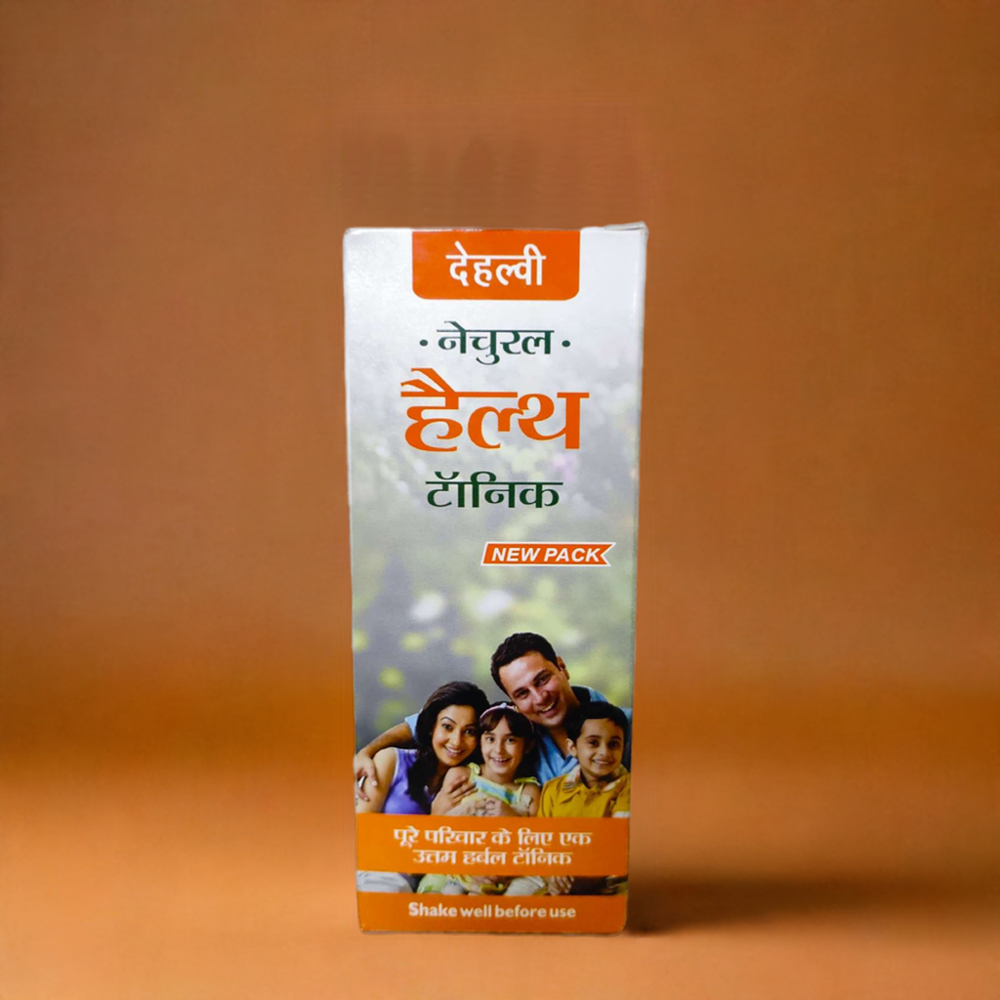 देहल्वी
• नेचुरल •
हैल्थ
टॉनिक
NEW PACK
पूरे परिवार के लिए एक
उत्तम हर्बल टॉनिक
Shake well before use